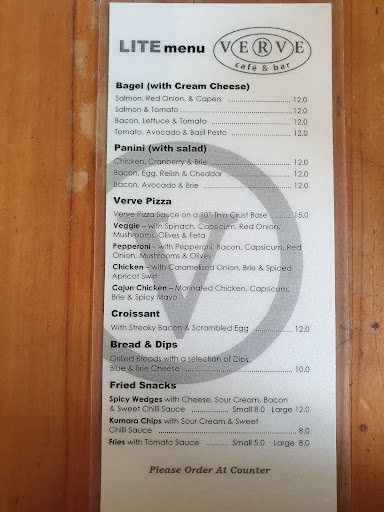 LITE menu
VERVE
café & bar
Bagel (with Cream Cheese)
Salmon, Red Onion, & Capers ........ 12.0
Salmon & Tomato ........ 12.0
Bacon, Lettuce & Tomato ........ 12.0
Tomato, Avocado & Basil Pesto ........ 12.0
Panini (with salad)
Chicken, Cranberry & Brie ........ 12.0
Bacon, Egg, Relish & Cheddar ........ 12.0
Bacon, Avocado & Brie ........ 12.0
Verve Pizza
Verve Pizza Sauce on a 10" Thin Crust Base ........ 15.0
Veggie – with Spinach, Capsicum, Red Onion,
Mushrooms, Olives & Feta
Pepperoni – with Pepperoni, Bacon, Capsicum, Red
Onion, Mushrooms & Olives
Chicken – with Caramelised Onion, Brie & Spiced
Apricot Swirl
Cajun Chicken – Marinated Chicken, Capsicum,
Brie & Spicy Mayo
Croissant
With Streaky Bacon & Scrambled Egg ........ 12.0
Bread & Dips
Grilled Breads with a selection of Dips,
Blue & Brie Cheese ........ 10.0
Fried Snacks
Spicy Wedges with Cheese, Sour Cream, Bacon
& Sweet Chilli Sauce ........ Small 8.0 Large 12.0
Kumara Chips with Sour Cream & Sweet
Chilli Sauce ........ 8.0
Fries with Tomato Sauce ........ Small 5.0 Large 8.0
Please Order At Counter